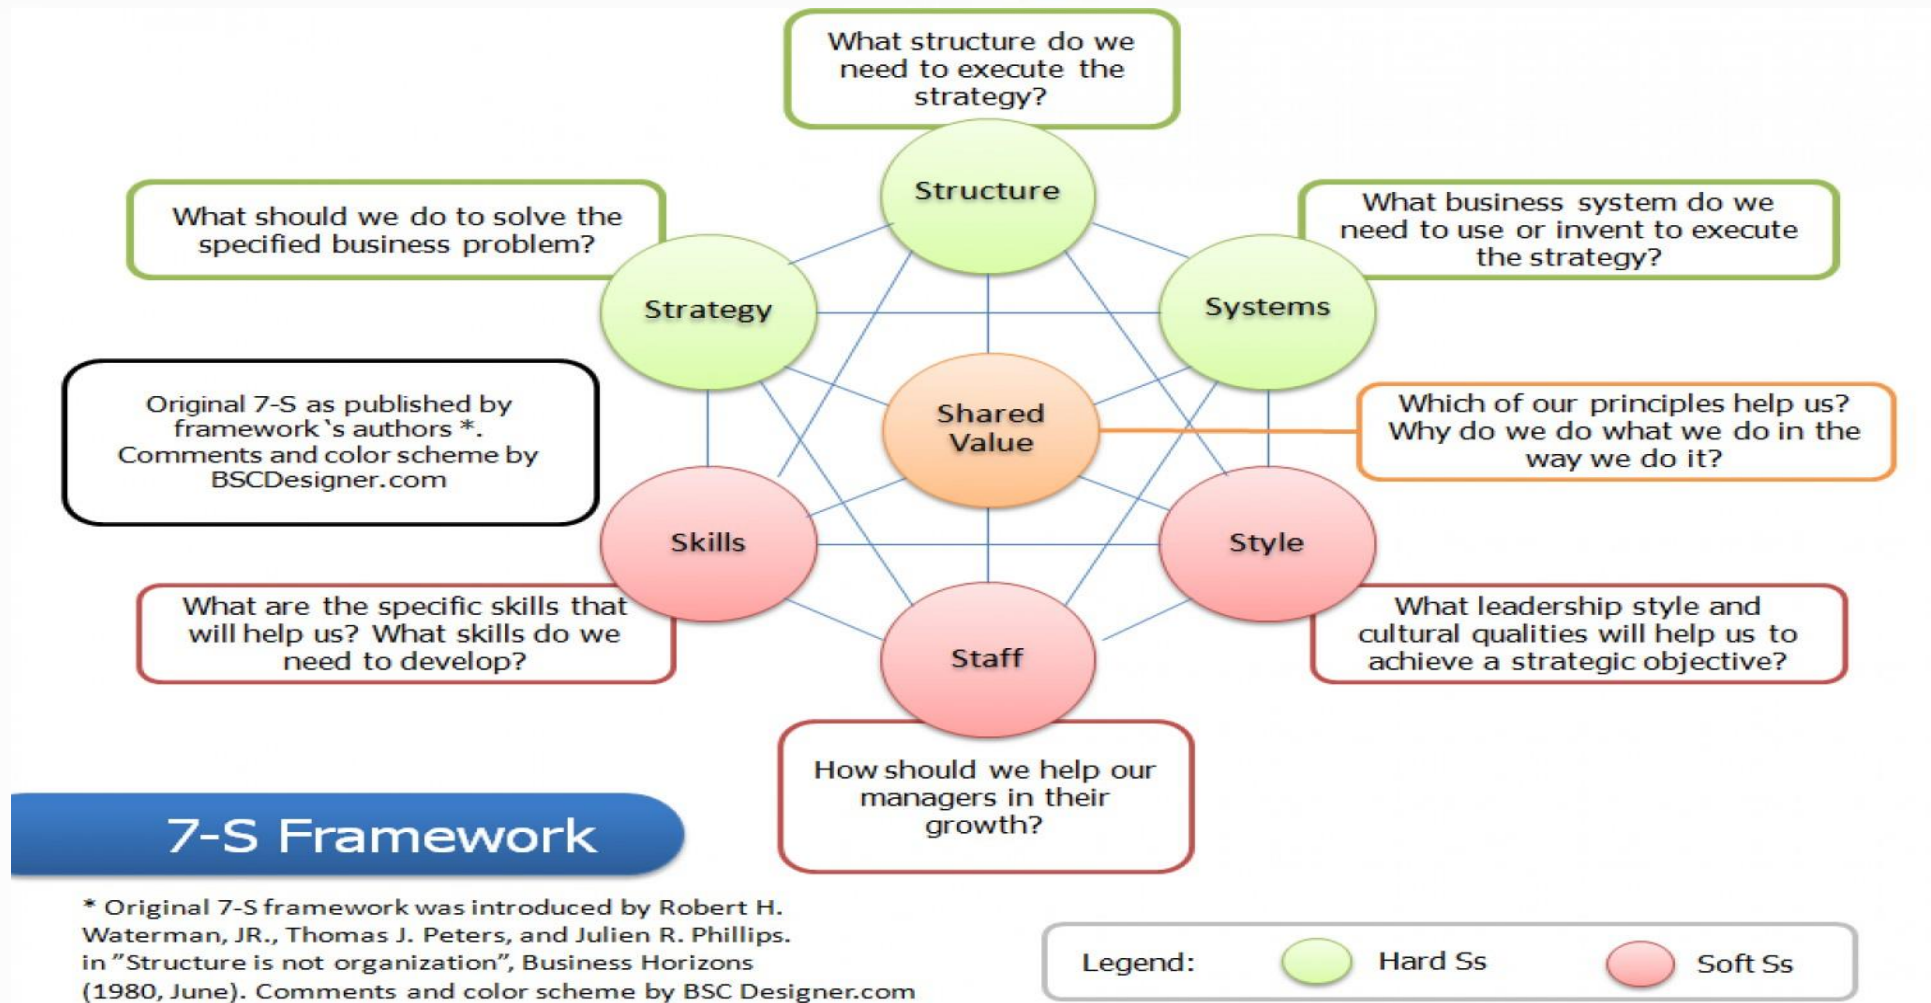 What structure do we
need to execute the
strategy?
Structure
What should we do to solve the
specified business problem?
What business system do we
need to use or invent to execute
the strategy?
Strategy
Systems
Original 7-S as published by
framework‘s authors *.
Comments and color scheme by
BSCDesigner.com
Shared
Value
Which of our principles help us?
Why do we do what we do in the
way we do it?
Skills
Style
What are the specific skills that
will help us? What skills do we
need to develop?
What leadership style and
cultural qualities will help us to
achieve a strategic objective?
Staff
How should we help our
managers in their
growth?
7-S Framework
* Original 7-S framework was introduced by Robert H.
Waterman, JR., Thomas J. Peters, and Julien R. Phillips.
in ”Structure is not organization”, Business Horizons
(1980, June). Comments and color scheme by BSC Designer.com
Legend:
Hard Ss
Soft Ss